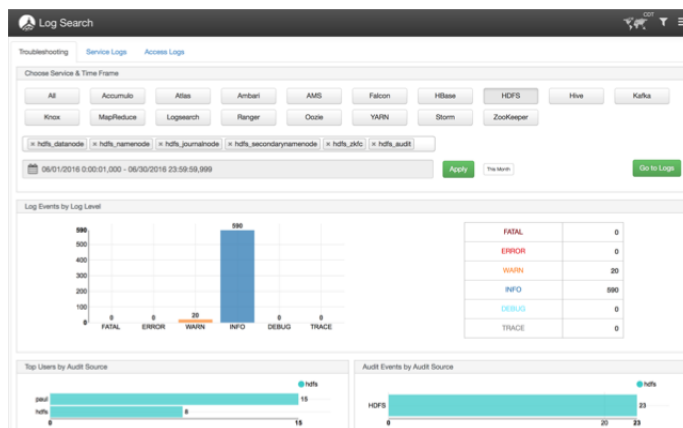 Log Search
CDT
Troubleshooting Service Logs Access Logs
Choose Service & Time Frame
All Accumulo Atlas Ambari AMS Falcon HBase HDFS Hive Kafka
Knox MapReduce Logsearch Ranger Oozie YARN Storm ZooKeeper
× hdfs_datanode × hdfs_namenode × hdfs_journalnode × hdfs_secondarynamenode × hdfs_zkfc × hdfs_audit
06/01/2016 0:00:01,000 - 06/30/2016 23:59:59,999 Apply This Month Go to Logs
Log Events by Log Level
590
500
400
300
200
100
0
0 0 20 590 0 0
FATAL ERROR WARN INFO DEBUG TRACE
FATAL 0
ERROR 0
WARN 20
INFO 590
DEBUG 0
TRACE 0
Top Users by Audit Source
hdfs
paul 15
hdfs 8
0 15
Audit Events by Audit Source
hdfs
HDFS 23
0 20 23